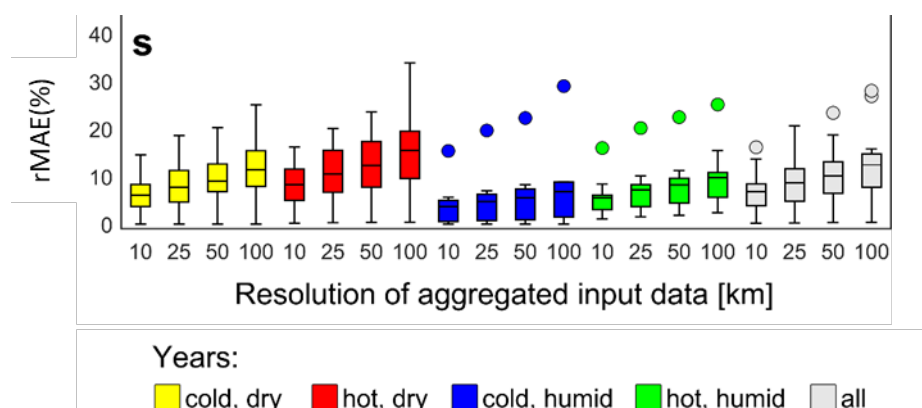 40
s
30
20
10
0
rMAE(%)
10 25 50 100 10 25 50 100 10 25 50 100 10 25 50 100 10 25 50 100
Resolution of aggregated input data [km]
Years:
cold, dry hot, dry cold, humid hot, humid all